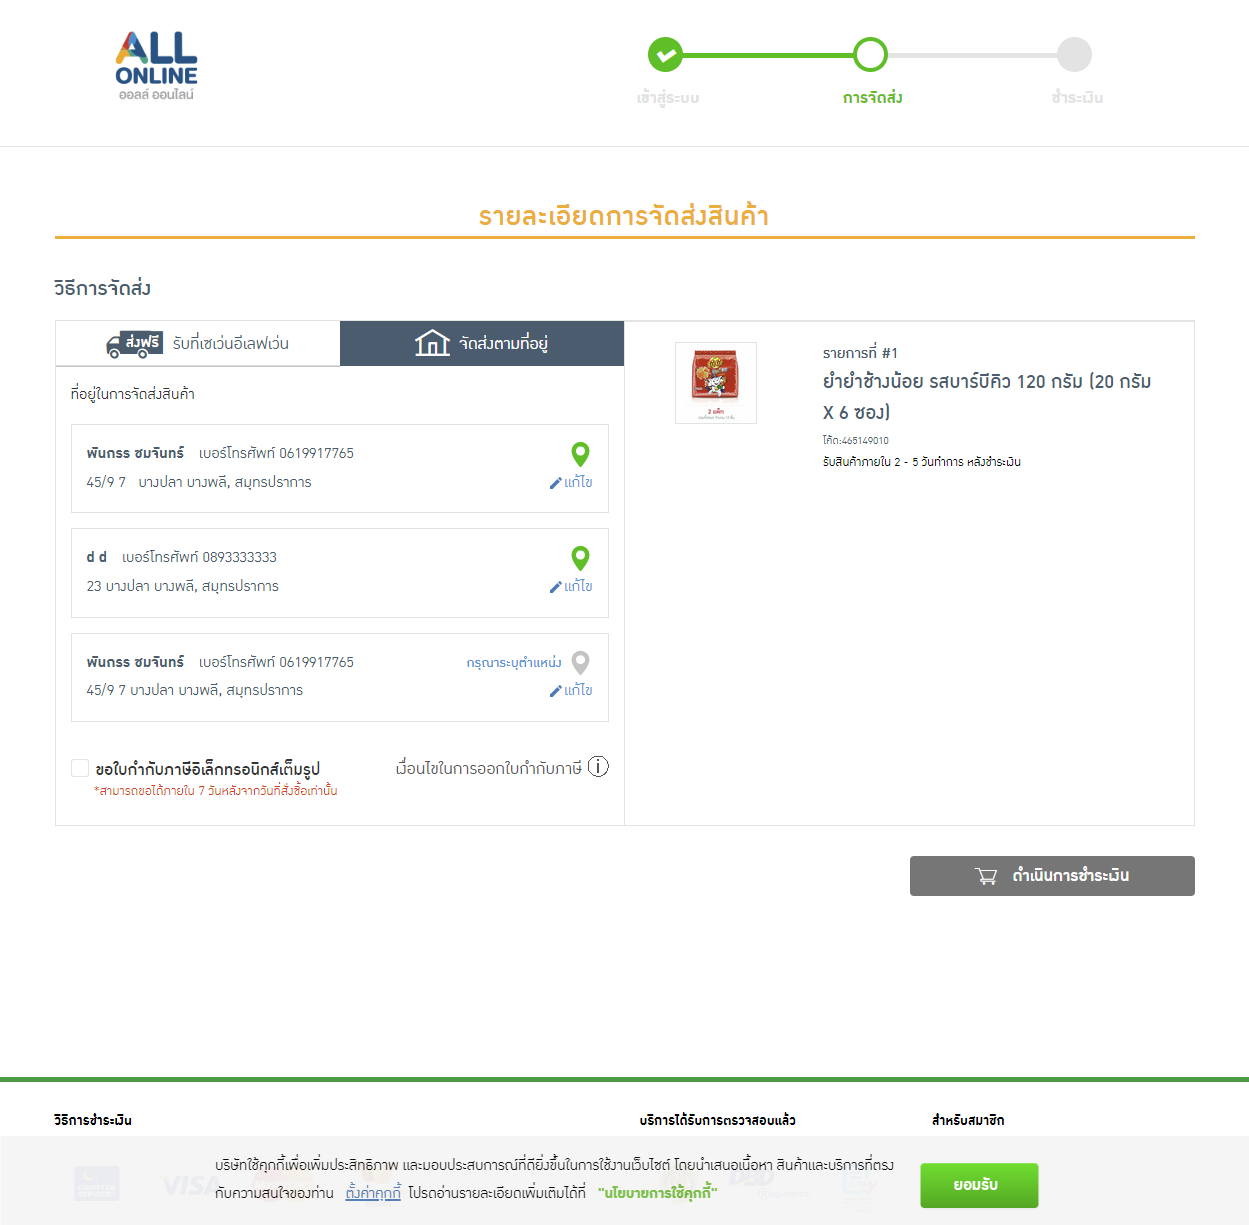 ALL
ONLINE
ออลล์ ออนไลน์
เข้าสู่ระบบ
การจัดส่ง
ชำระเงิน
รายละเอียดการจัดส่งสินค้า
วิธีการจัดส่ง
ส่งฟรี รับที่เซเว่นอีเลฟเว่น
จัดส่งตามที่อยู่
ที่อยู่ในการจัดส่งสินค้า
พันกรร ชมจันทร์ เบอร์โทรศัพท์ 0619917765
45/9 7 บางปลา บางพลี, สมุทรปราการ
แก้ไข
d d เบอร์โทรศัพท์ 0893333333
23 บางปลา บางพลี, สมุทรปราการ
แก้ไข
พันกรร ชมจันทร์ เบอร์โทรศัพท์ 0619917765
กรุณาระบุตำแหน่ง
45/9 7 บางปลา บางพลี, สมุทรปราการ
แก้ไข
ขอใบกำกับภาษีอิเล็กทรอนิกส์เต็มรูป
*สามารถขอได้ภายใน 7 วันหลังจากวันที่สั่งซื้อเท่านั้น
เงื่อนไขในการออกใบกำกับภาษี
2 แพ็ก
รายการที่ #1
ยำยำช้างน้อย รสบาร์บีคิว 120 กรัม (20 กรัม
X 6 ซอง)
โค้ด:465149010
รับสินค้าภายใน 2 - 5 วันทำการ หลังชำระเงิน
ดำเนินการชำระเงิน
วิธีการชำระเงิน
บริการได้รับการตรวจสอบแล้ว
สำหรับสมาชิก
VISA
บริษัทใช้คุกกี้เพื่อเพิ่มประสิทธิภาพ และมอบประสบการณ์ที่ดียิ่งขึ้นในการใช้งานเว็บไซต์ โดยนำเสนอเนื้อหา สินค้าและบริการที่ตรง
กับความสนใจของท่าน ตั้งค่าคุกกี้ โปรดอ่านรายละเอียดเพิ่มเติมได้ที่ "นโยบายการใช้คุกกี้"
ยอมรับ